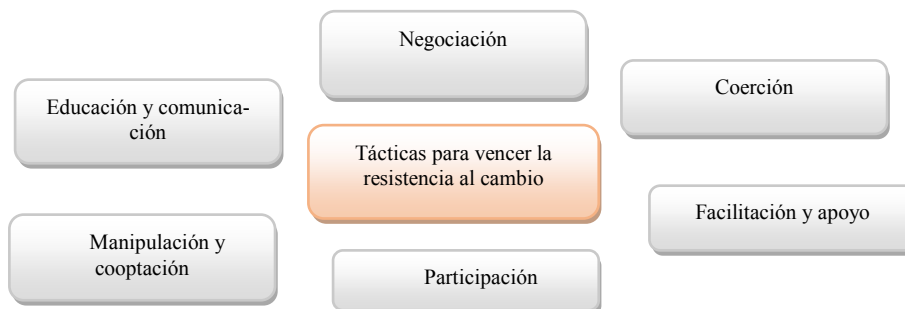 Negociación
Coerción
Educación y comunica-
ción
Tácticas para vencer la
resistencia al cambio
Facilitación y apoyo
Manipulación y
cooptación
Participación